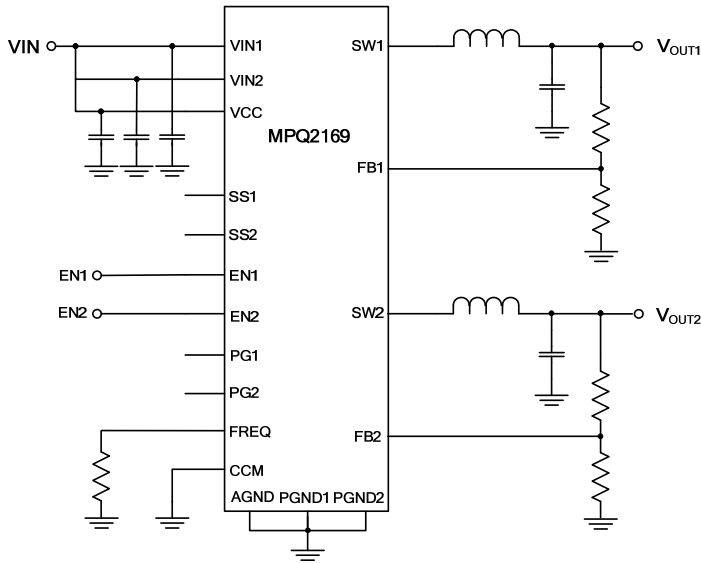 VIN
VIN1
SW1
VOUT1
VIN2
VCC
MPQ2169
FB1
SS1
SS2
EN1
EN1
EN2
EN2
SW2
VOUT2
PG1
PG2
FREQ
FB2
CCM
AGND PGND1 PGND2